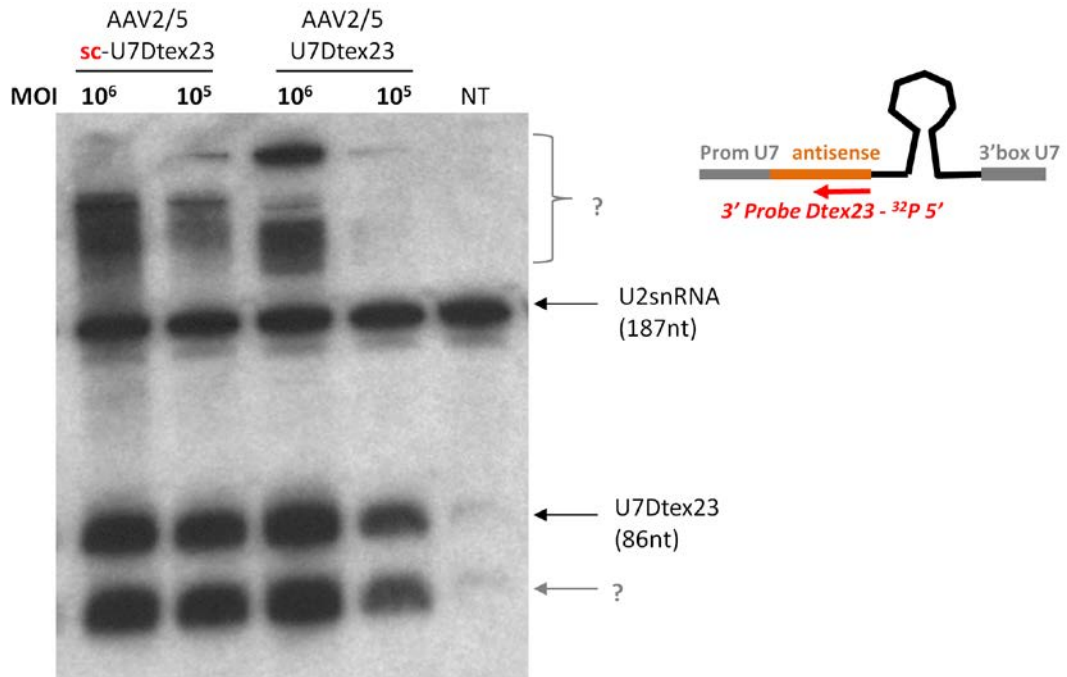 AAV2/5 AAV2/5
sc-U7Dtex23 U7Dtex23
MOI 10⁶ 10⁵ 10⁶ 10⁵ NT
?
Prom U7 antisense 3'box U7
3' Probe Dtex23 - ³²P 5'
U2snRNA
(187nt)
U7Dtex23
(86nt)
?